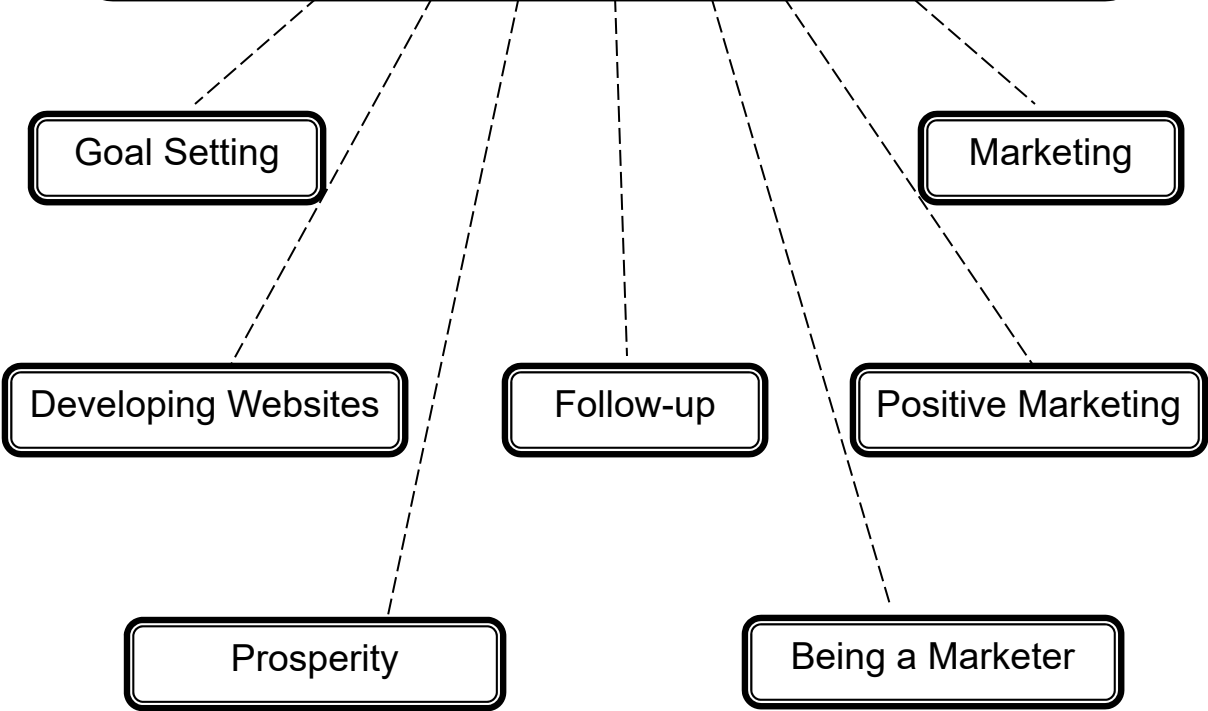 Goal Setting
Marketing
Developing Websites
Follow-up
Positive Marketing
Prosperity
Being a Marketer